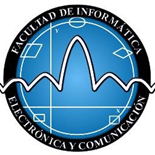 FACULTAD DE INFORMÁTICA
ELECTRÓNICA Y COMUNICACIÓN